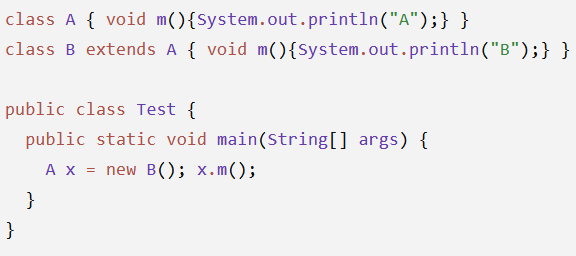 class A { void m(){System.out.println("A");} }
class B extends A { void m(){System.out.println("B");} }

public class Test {
  public static void main(String[] args) {
    A x = new B(); x.m();
  }
}